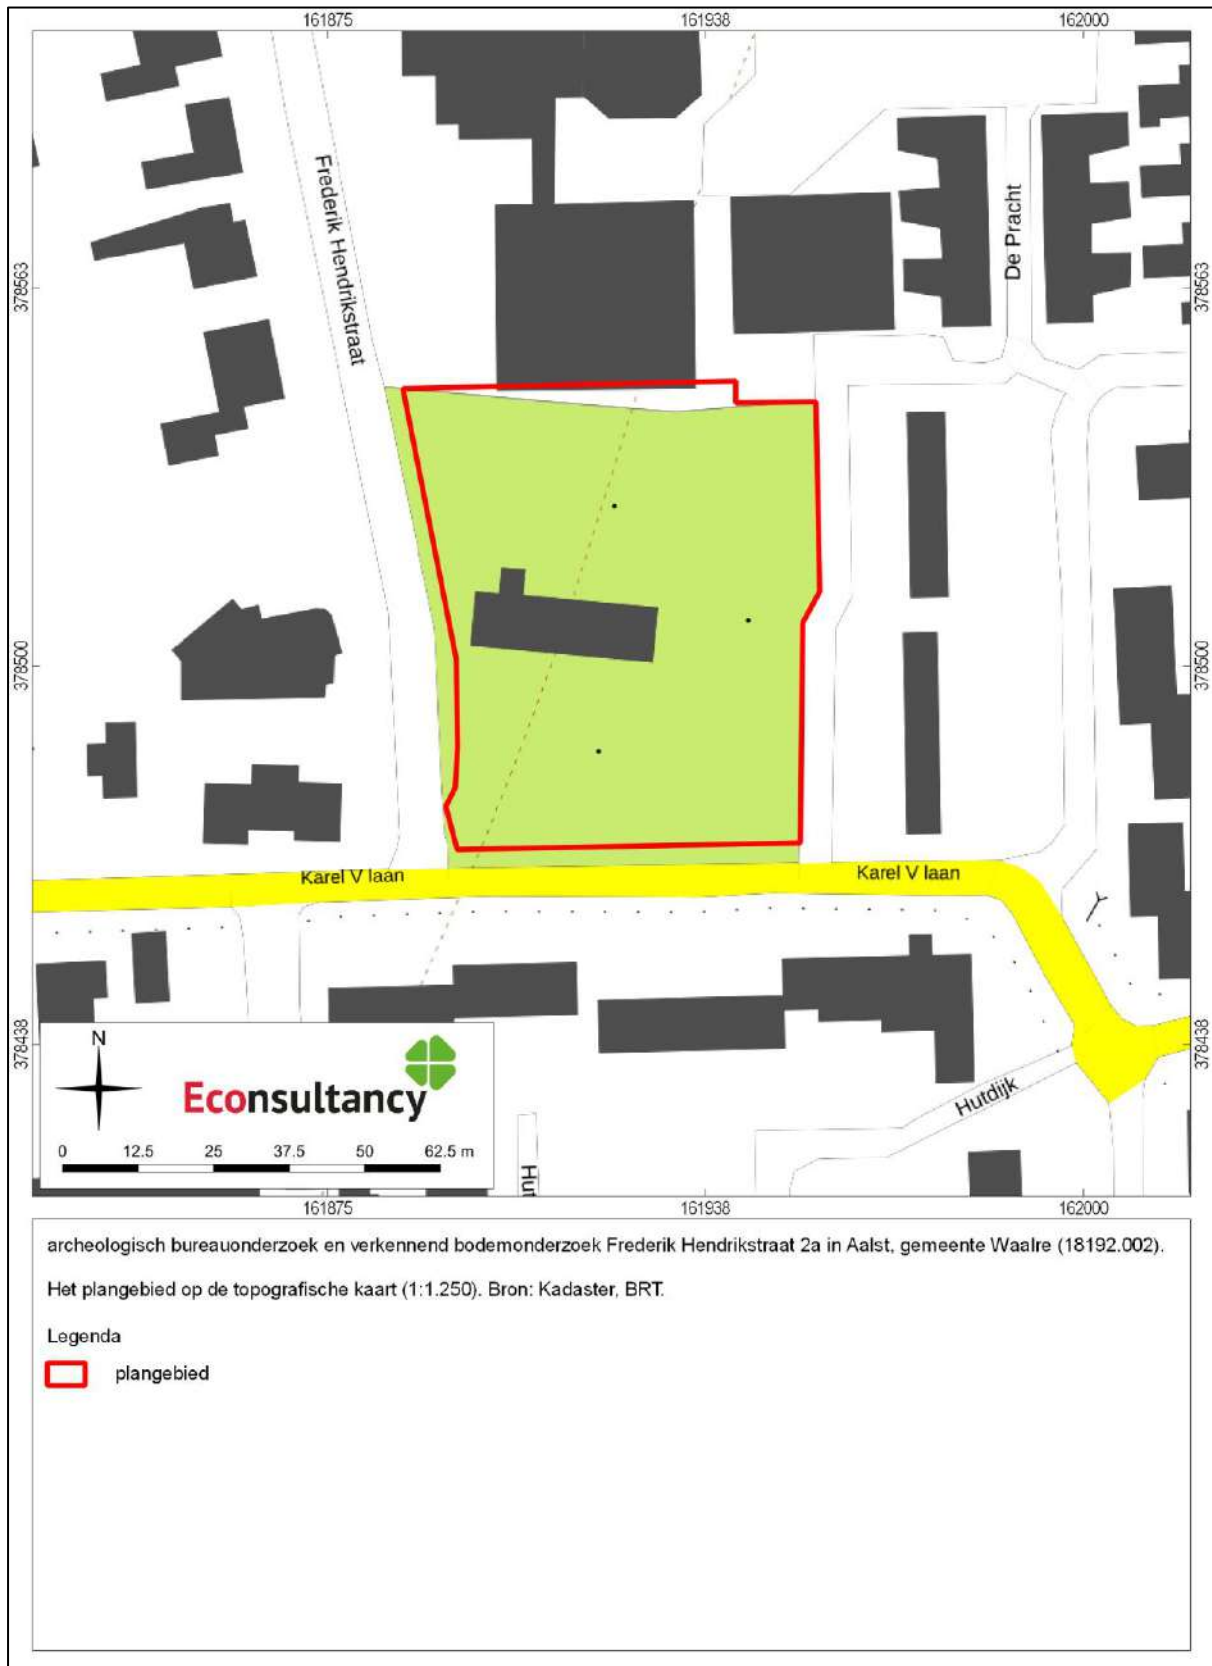 161875 161938 162000
Frederik Hendrikstraat
De Pracht
378563 378563
378500 378500
Karel V laan Karel V laan
378438 378438
N
Econsultancy
Hutdijk
0 12.5 25 37.5 50 62.5 m
Hut
161875 161938 162000
archeologisch bureauonderzoek en verkennend bodemonderzoek Frederik Hendrikstraat 2a in Aalst, gemeente Waalre (18192.002).
Het plangebied op de topografische kaart (1:1.250). Bron: Kadaster, BRT.
Legenda
plangebied